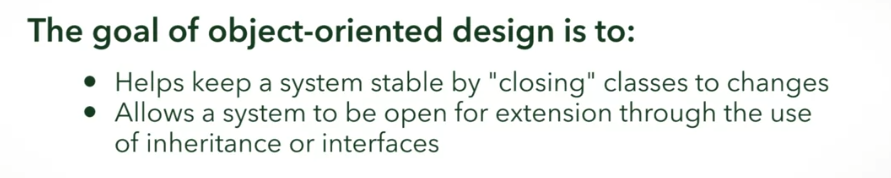 The goal of object-oriented design is to:
● Helps keep a system stable by "closing" classes to changes
● Allows a system to be open for extension through the use
of inheritance or interfaces